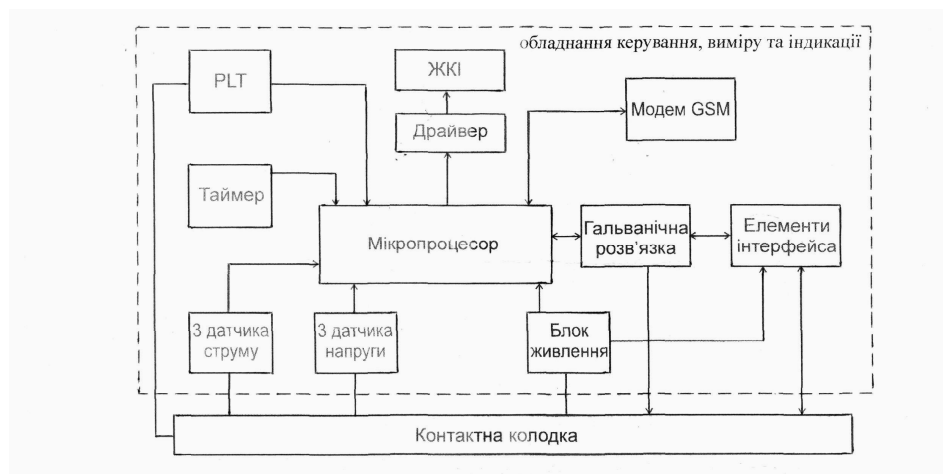 обладнання керування, виміру та індикації
PLT
ЖКІ
Модем GSM
Драйвер
Таймер
Мікропроцесор
Гальванічна
розв'язка
Елементи
інтерфейса
3 датчика
струму
3 датчика
напруги
Блок
живлення
Контактна колодка